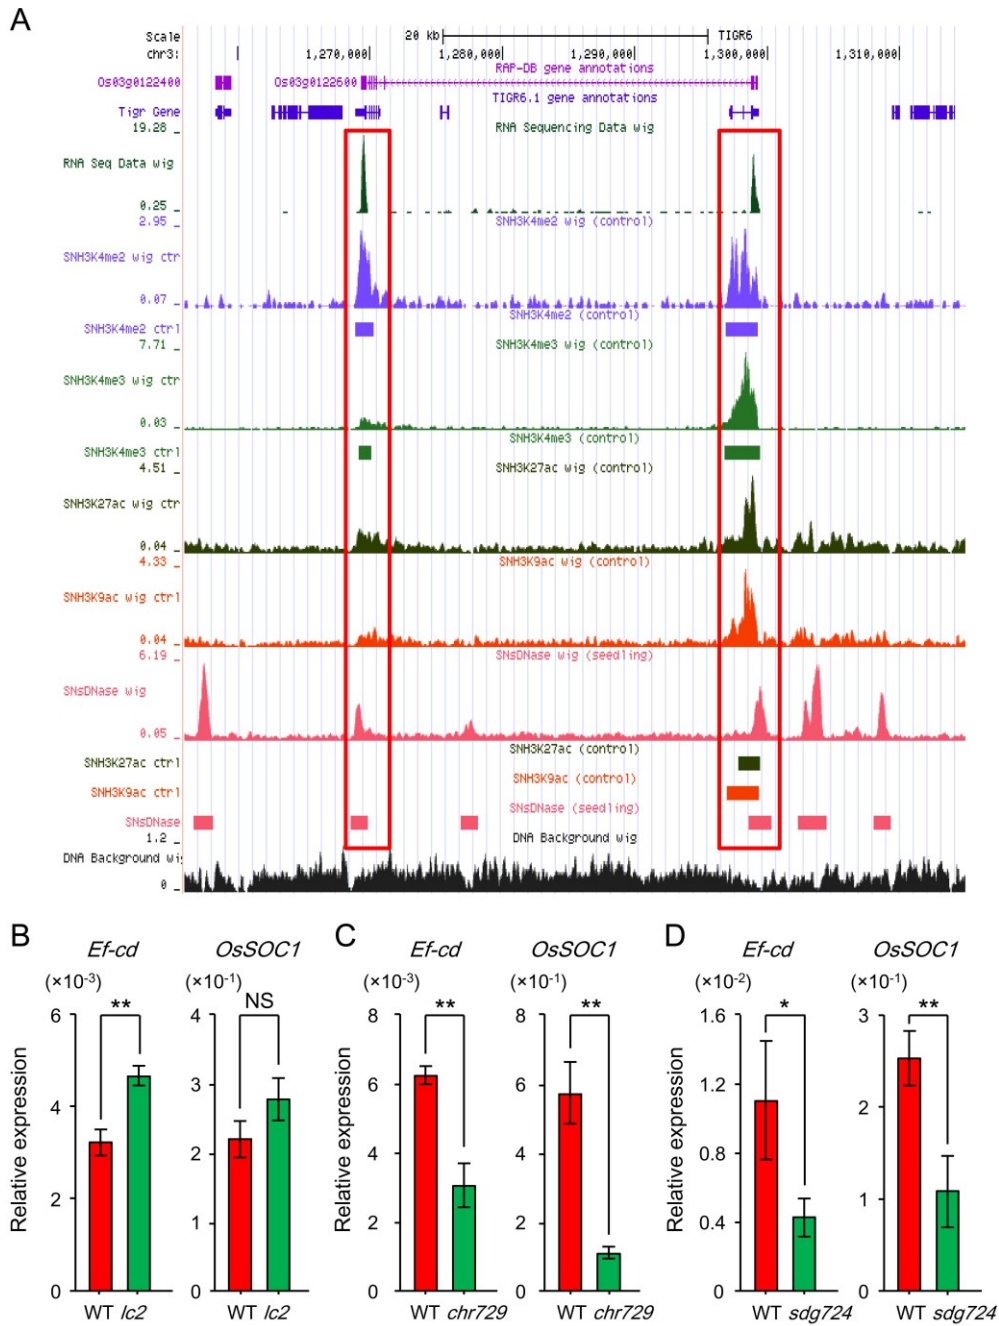 A
Scale 20 kb TIGR6
chr3: 1,270,000 1,280,000 1,290,000 1,300,000 1,310,000
RAP-DB gene annotations
Os03g0122400 Os03g0122600
TIGR6.1 gene annotations
Tigr Gene
19.28 _ RNA Sequencing Data wig
RNA Seq Data wig
0.25 _
2.95 _ SNH3K4me2 wig (control)
SNH3K4me2 wig ctr
0.07 _
SNH3K4me2 (control)
SNH3K4me2 ctrl
7.71 _ SNH3K4me3 wig (control)
SNH3K4me3 wig ctr
0.03 _
SNH3K4me3 (control)
SNH3K4me3 ctrl
4.51 _ SNH3K27ac wig (control)
SNH3K27ac wig ctr
0.04 _
4.33 _ SNH3K9ac wig (control)
SNH3K9ac wig ctrl
0.04 _
6.19 _ SNsDNase wig (seedling)
SNsDNase wig
0.05 _
SNH3K27ac (control)
SNH3K27ac ctrl
SNH3K9ac (control)
SNH3K9ac ctrl
SNsDNase (seedling)
SNsDNase
1.2 _ DNA Background wig
DNA Background wi
0 _
B C D
Ef-cd OsSOC1 Ef-cd OsSOC1 Ef-cd OsSOC1
(×10-3) (×10-1) (×10-3) (×10-1) (×10-2) (×10-1)
** NS ** ** * **
6 4 8 8 1.6 3
Relative expression Relative expression Relative expression
3 6 6 1.2
4 2
2 4 4 0.8
2 1
1 2 2 0.4
0 0 0 0 0 0
WT lc2 WT lc2 WT chr729 WT chr729 WT sdg724 WT sdg724